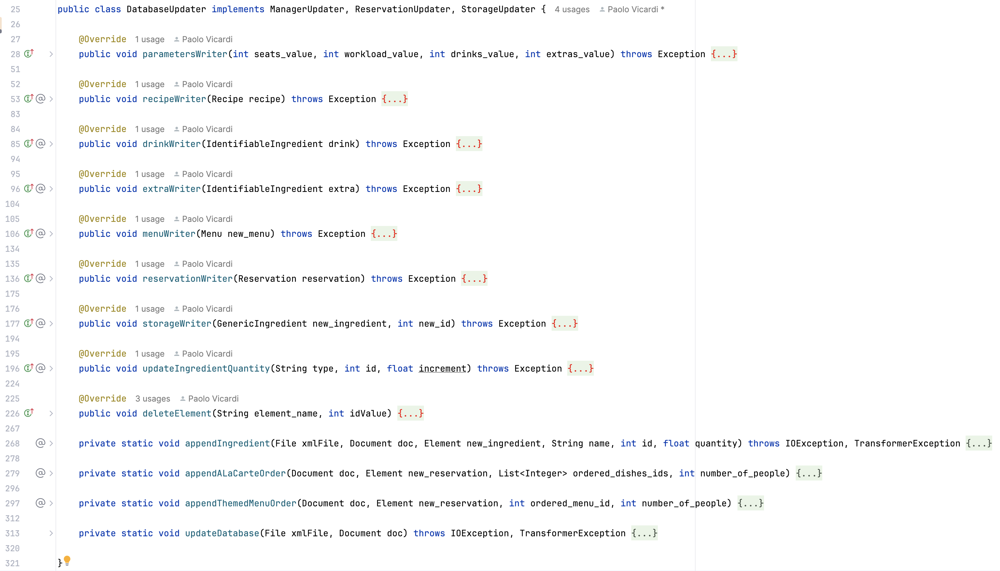 25 public class DatabaseUpdater implements ManagerUpdater, ReservationUpdater, StorageUpdater { 4 usages Paolo Vicardi *
26
27 @Override 1 usage Paolo Vicardi
28 public void parametersWriter(int seats_value, int workload_value, int drinks_value, int extras_value) throws Exception {...}
51
52 @Override 1 usage Paolo Vicardi
53 @ public void recipeWriter(Recipe recipe) throws Exception {...}
83
84 @Override 1 usage Paolo Vicardi
85 @ public void drinkWriter(IdentifiableIngredient drink) throws Exception {...}
94
95 @Override 1 usage Paolo Vicardi
96 @ public void extraWriter(IdentifiableIngredient extra) throws Exception {...}
104
105 @Override 1 usage Paolo Vicardi
106 @ public void menuWriter(Menu new_menu) throws Exception {...}
134
135 @Override 1 usage Paolo Vicardi
136 @ public void reservationWriter(Reservation reservation) throws Exception {...}
175
176 @Override 1 usage Paolo Vicardi
177 @ public void storageWriter(GenericIngredient new_ingredient, int new_id) throws Exception {...}
194
195 @Override 1 usage Paolo Vicardi
196 @ public void updateIngredientQuantity(String type, int id, float increment) throws Exception {...}
224
225 @Override 3 usages Paolo Vicardi
226 public void deleteElement(String element_name, int idValue) {...}
267
268 @ private static void appendIngredient(File xmlFile, Document doc, Element new_ingredient, String name, int id, float quantity) throws IOException, TransformerException {...}
278
279 @ private static void appendALaCarteOrder(Document doc, Element new_reservation, List<Integer> ordered_dishes_ids, int number_of_people) {...}
296
297 @ private static void appendThemedMenuOrder(Document doc, Element new_reservation, int ordered_menu_id, int number_of_people) {...}
312
313 private static void updateDatabase(File xmlFile, Document doc) throws IOException, TransformerException {...}
320
321 }